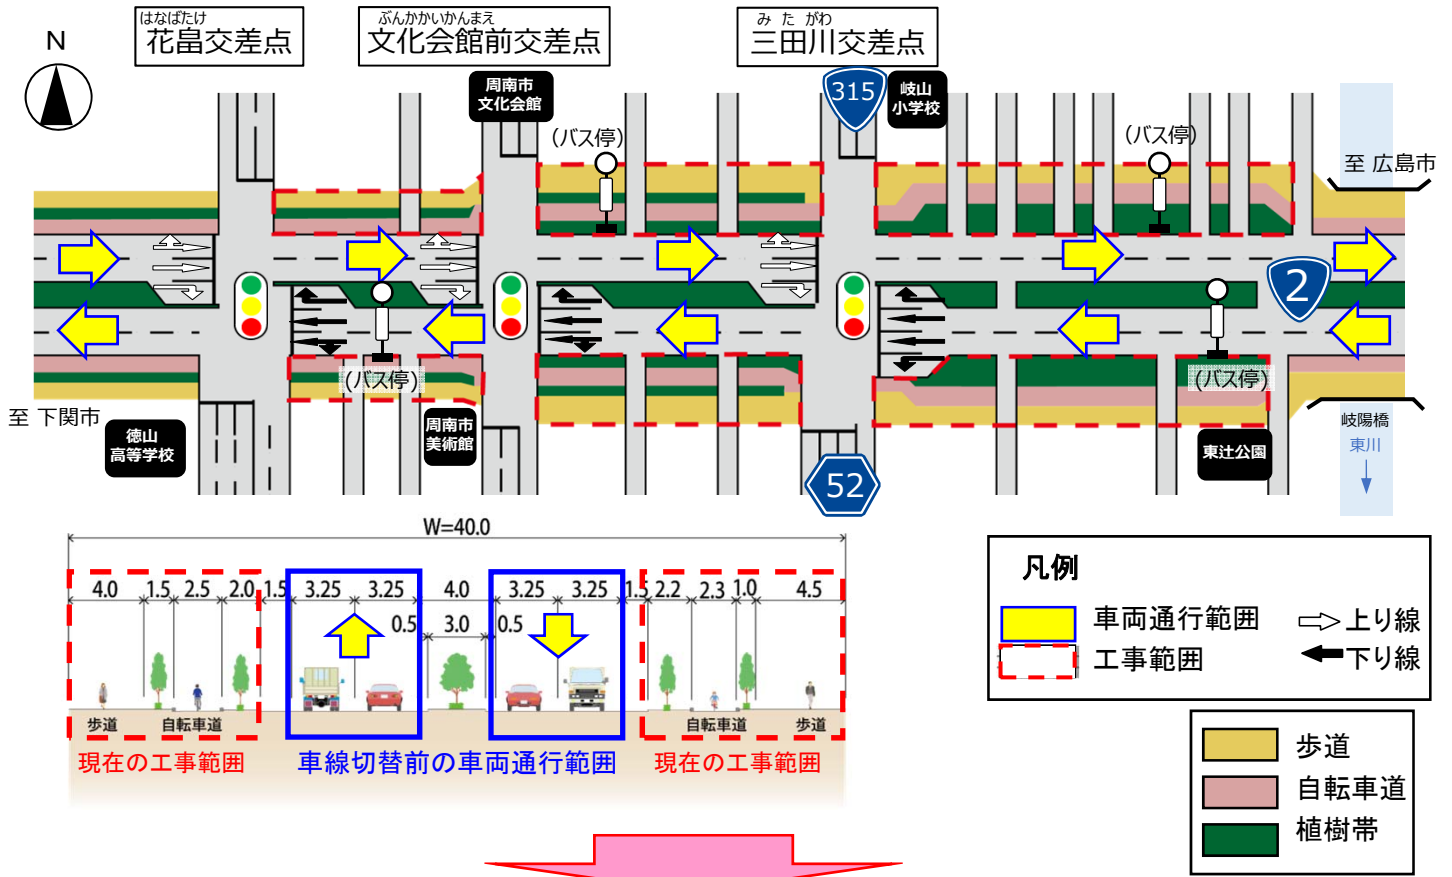 はなばたけ
花畠交差点
ぶんかかいかんまえ
文化会館前交差点
みたがわ
三田川交差点
N
周南市
文化会館
315
岐山
小学校
(バス停)
(バス停)
至 広島市
2
(バス停)
(バス停)
至 下関市
徳山
高等学校
周南市
美術館
52
東辻公園
岐陽橋
東川
W=40.0
4.0 1.5 2.5 2.0 1.5 3.25 3.25 4.0 3.25 3.25 1.5 2.2 2.3 1.0 4.5
0.5 3.0 0.5
歩道 自転車道 自転車道 歩道
現在の工事範囲 車線切替前の車両通行範囲 現在の工事範囲
凡例
車両通行範囲 上り線
工事範囲 下り線
歩道
自転車道
植樹帯